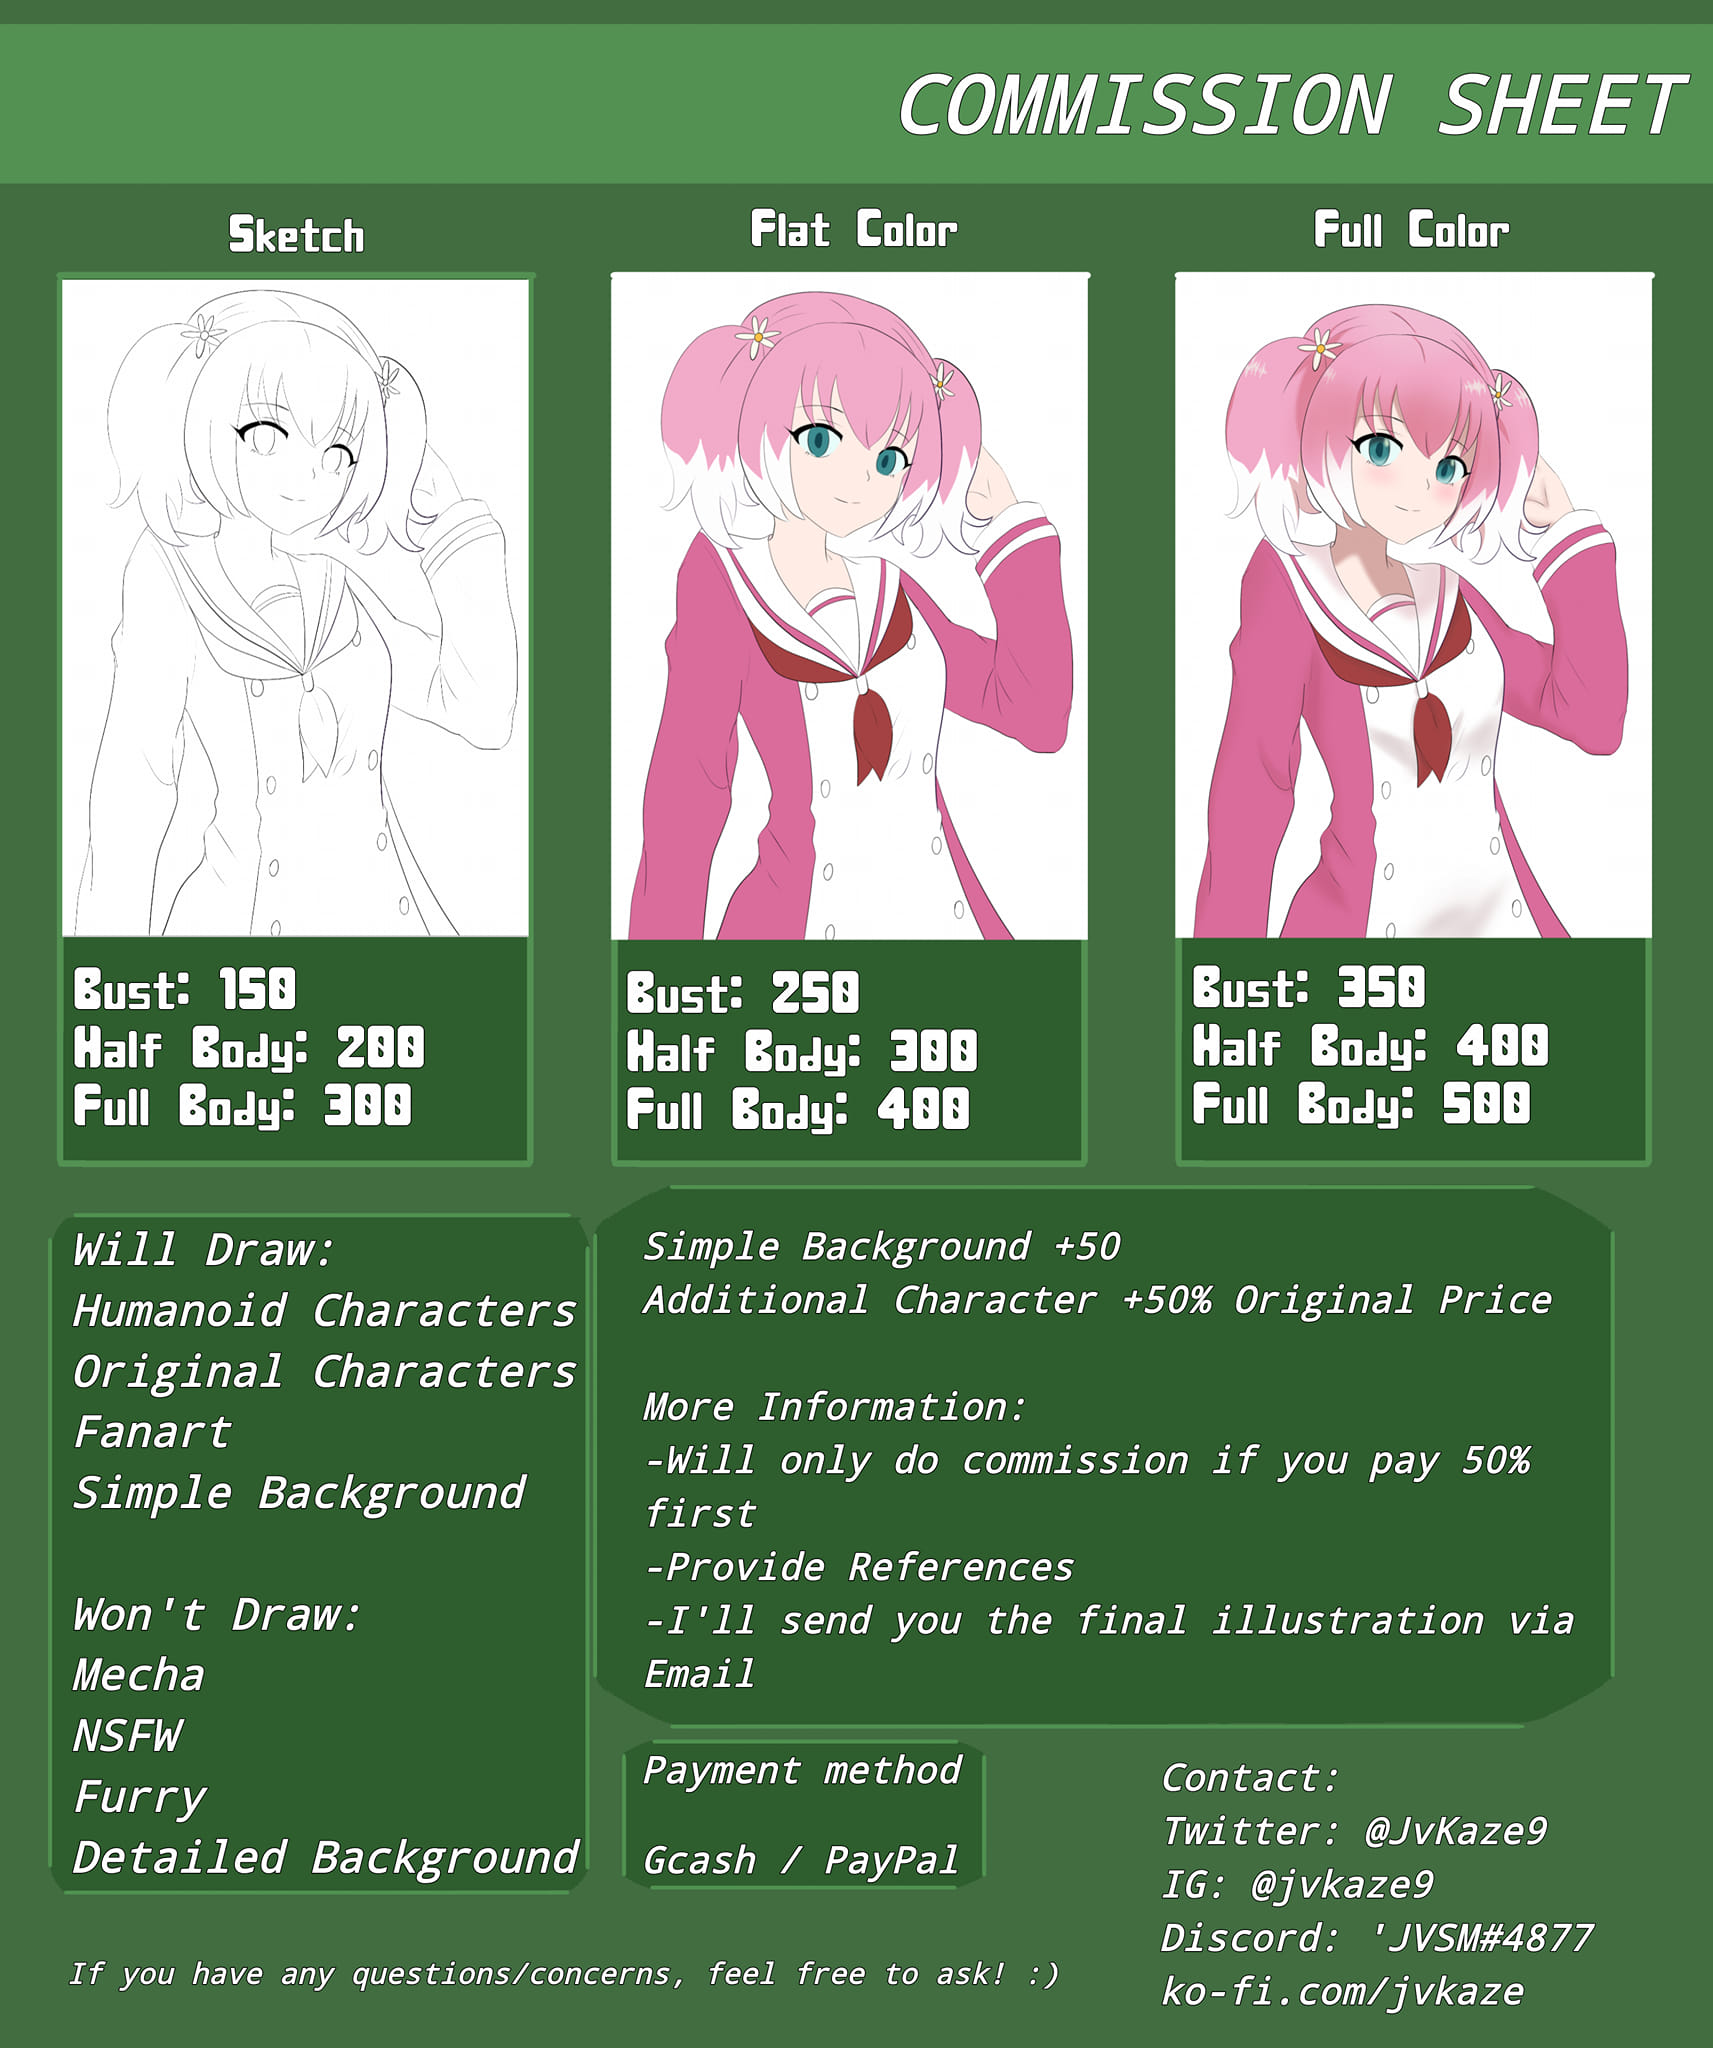 COMMISSION SHEET
Sketch
Flat Color
Full Color
Bust: 150
Half Body: 200
Full Body: 300
Bust: 250
Half Body: 300
Full Body: 400
Bust: 350
Half Body: 400
Full Body: 500
Will Draw:
Humanoid Characters
Original Characters
Fanart
Simple Background
Won't Draw:
Mecha
NSFW
Furry
Detailed Background
Simple Background +50
Additional Character +50% Original Price
More Information:
-Will only do commission if you pay 50%
first
-Provide References
-I'll send you the final illustration via
Email
Payment method
Gcash / PayPal
Contact:
Twitter: @JvKaze9
IG: @jvkaze9
Discord: 'JVSM#4877
ko-fi.com/jvkaze
If you have any questions/concerns, feel free to ask! :)